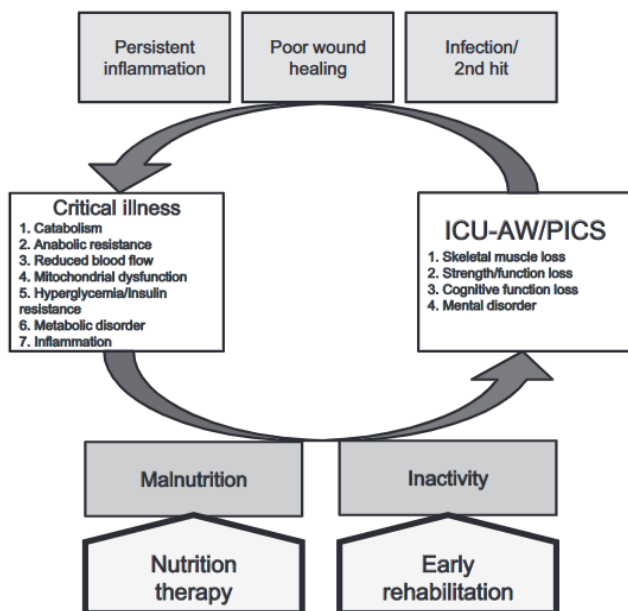 Persistent
inflammation
Poor wound
healing
Infection/
2nd hit
Critical illness
1. Catabolism
2. Anabolic resistance
3. Reduced blood flow
4. Mitochondrial dysfunction
5. Hyperglycemia/Insulin
resistance
6. Metabolic disorder
7. Inflammation
ICU-AW/PICS
1. Skeletal muscle loss
2. Strength/function loss
3. Cognitive function loss
4. Mental disorder
Malnutrition
Inactivity
Nutrition
therapy
Early
rehabilitation